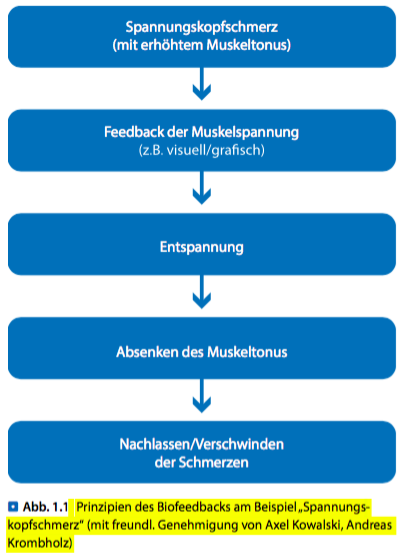 Spannungskopfschmerz
(mit erhöhtem Muskeltonus)
Feedback der Muskelspannung
(z.B. visuell/grafisch)
Entspannung
Absenken des Muskeltonus
Nachlassen/Verschwinden
der Schmerzen
Abb. 1.1 Prinzipien des Biofeedbacks am Beispiel „Spannungs-
kopfschmerz“ (mit freundl. Genehmigung von Axel Kowalski, Andreas
Krombholz)